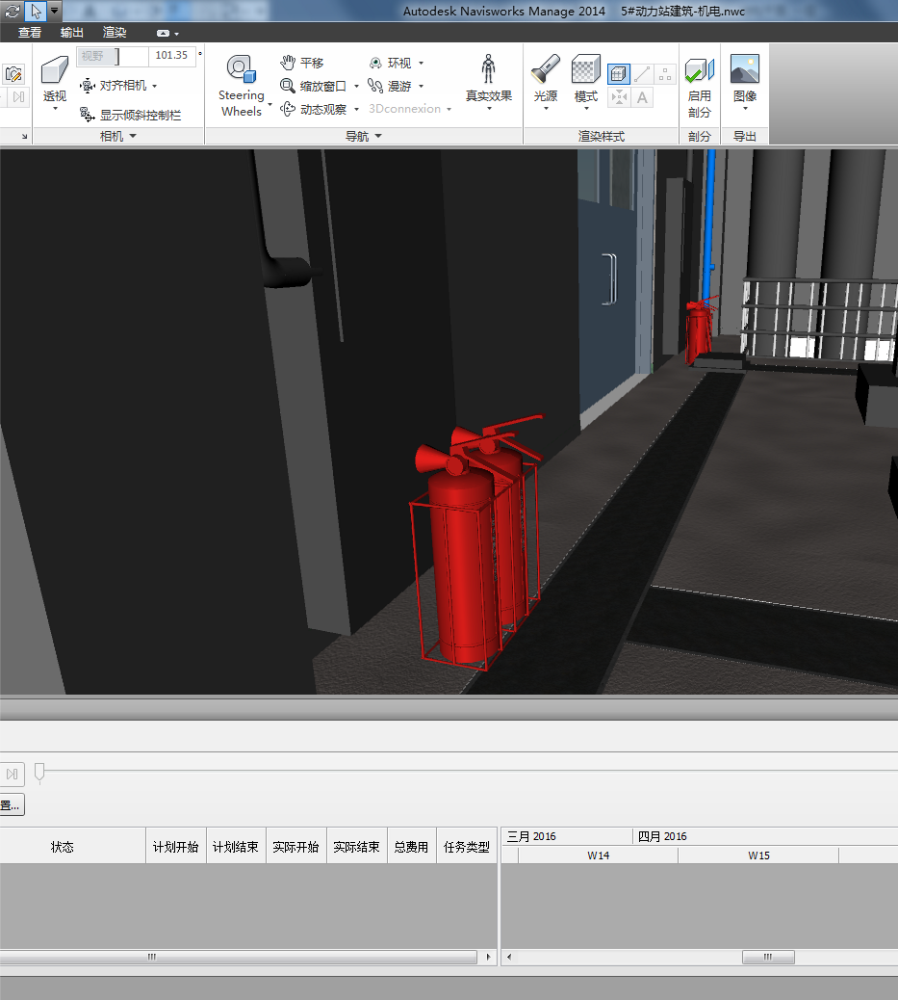 Autodesk Navisworks Manage 2014 5#动力站建筑-机电.nwc
查看 输出 渲染
视野 101.35 °
透视
对齐相机
显示倾斜控制栏
相机
Steering
Wheels
平移
缩放窗口
动态观察
环视
漫游
3Dconnexion
真实效果
导航
光源
模式
A
渲染样式
启用
剖分
剖分
图像
导出
置...
状态 计划开始 计划结束 实际开始 实际结束 总费用 任务类型
三月 2016 四月 2016
W14 W15